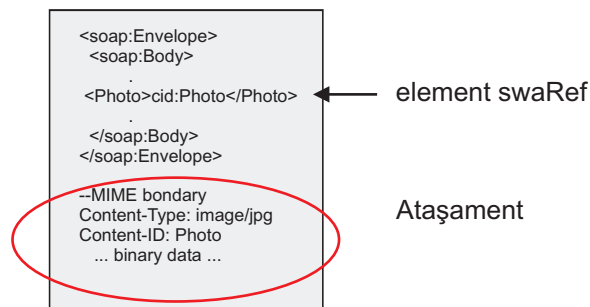 <soap:Envelope>
<soap:Body>
.
<Photo>cid:Photo</Photo>
element swaRef
.
</soap:Body>
</soap:Envelope>
--MIME bondary
Content-Type: image/jpg
Ataşament
Content-ID: Photo
... binary data ...